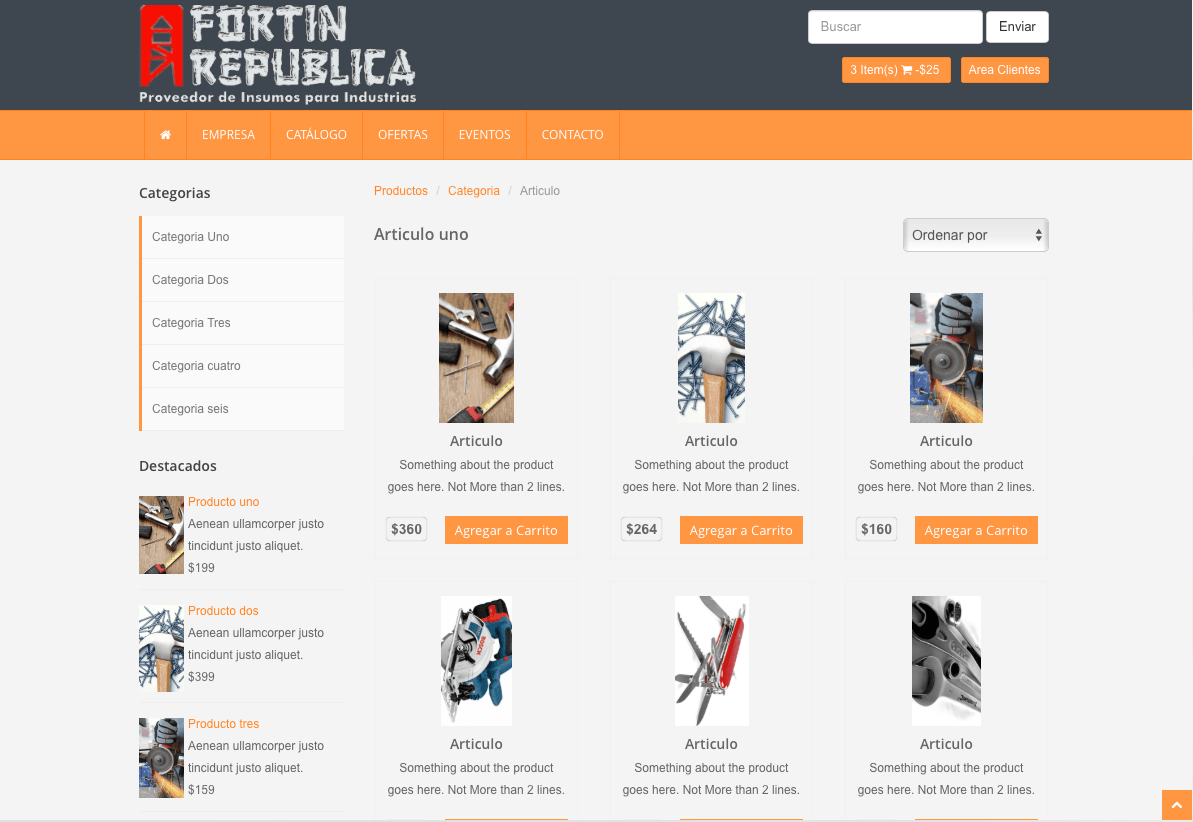 FORTIN
REPUBLICA
Proveedor de Insumos para Industrias
Buscar
Enviar
3 Item(s) -$25
Area Clientes
EMPRESA
CATÁLOGO
OFERTAS
EVENTOS
CONTACTO
Categorias
Categoria Uno
Categoria Dos
Categoria Tres
Categoria cuatro
Categoria seis
Destacados
Producto uno
Aenean ullamcorper justo
tincidunt justo aliquet.
$199
Producto dos
Aenean ullamcorper justo
tincidunt justo aliquet.
$399
Producto tres
Aenean ullamcorper justo
tincidunt justo aliquet.
$159
Productos / Categoria / Articulo
Articulo uno
Ordenar por
Articulo
Something about the product
goes here. Not More than 2 lines.
$360
Agregar a Carrito
Articulo
Something about the product
goes here. Not More than 2 lines.
$264
Agregar a Carrito
Articulo
Something about the product
goes here. Not More than 2 lines.
$160
Agregar a Carrito
BOSCH
Articulo
Something about the product
goes here. Not More than 2 lines.
Articulo
Something about the product
goes here. Not More than 2 lines.
Articulo
Something about the product
goes here. Not More than 2 lines.